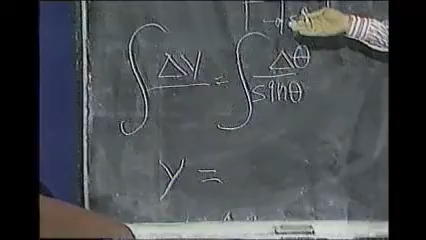 ∫ Δy = ∫ Δθ / sinθ
y =